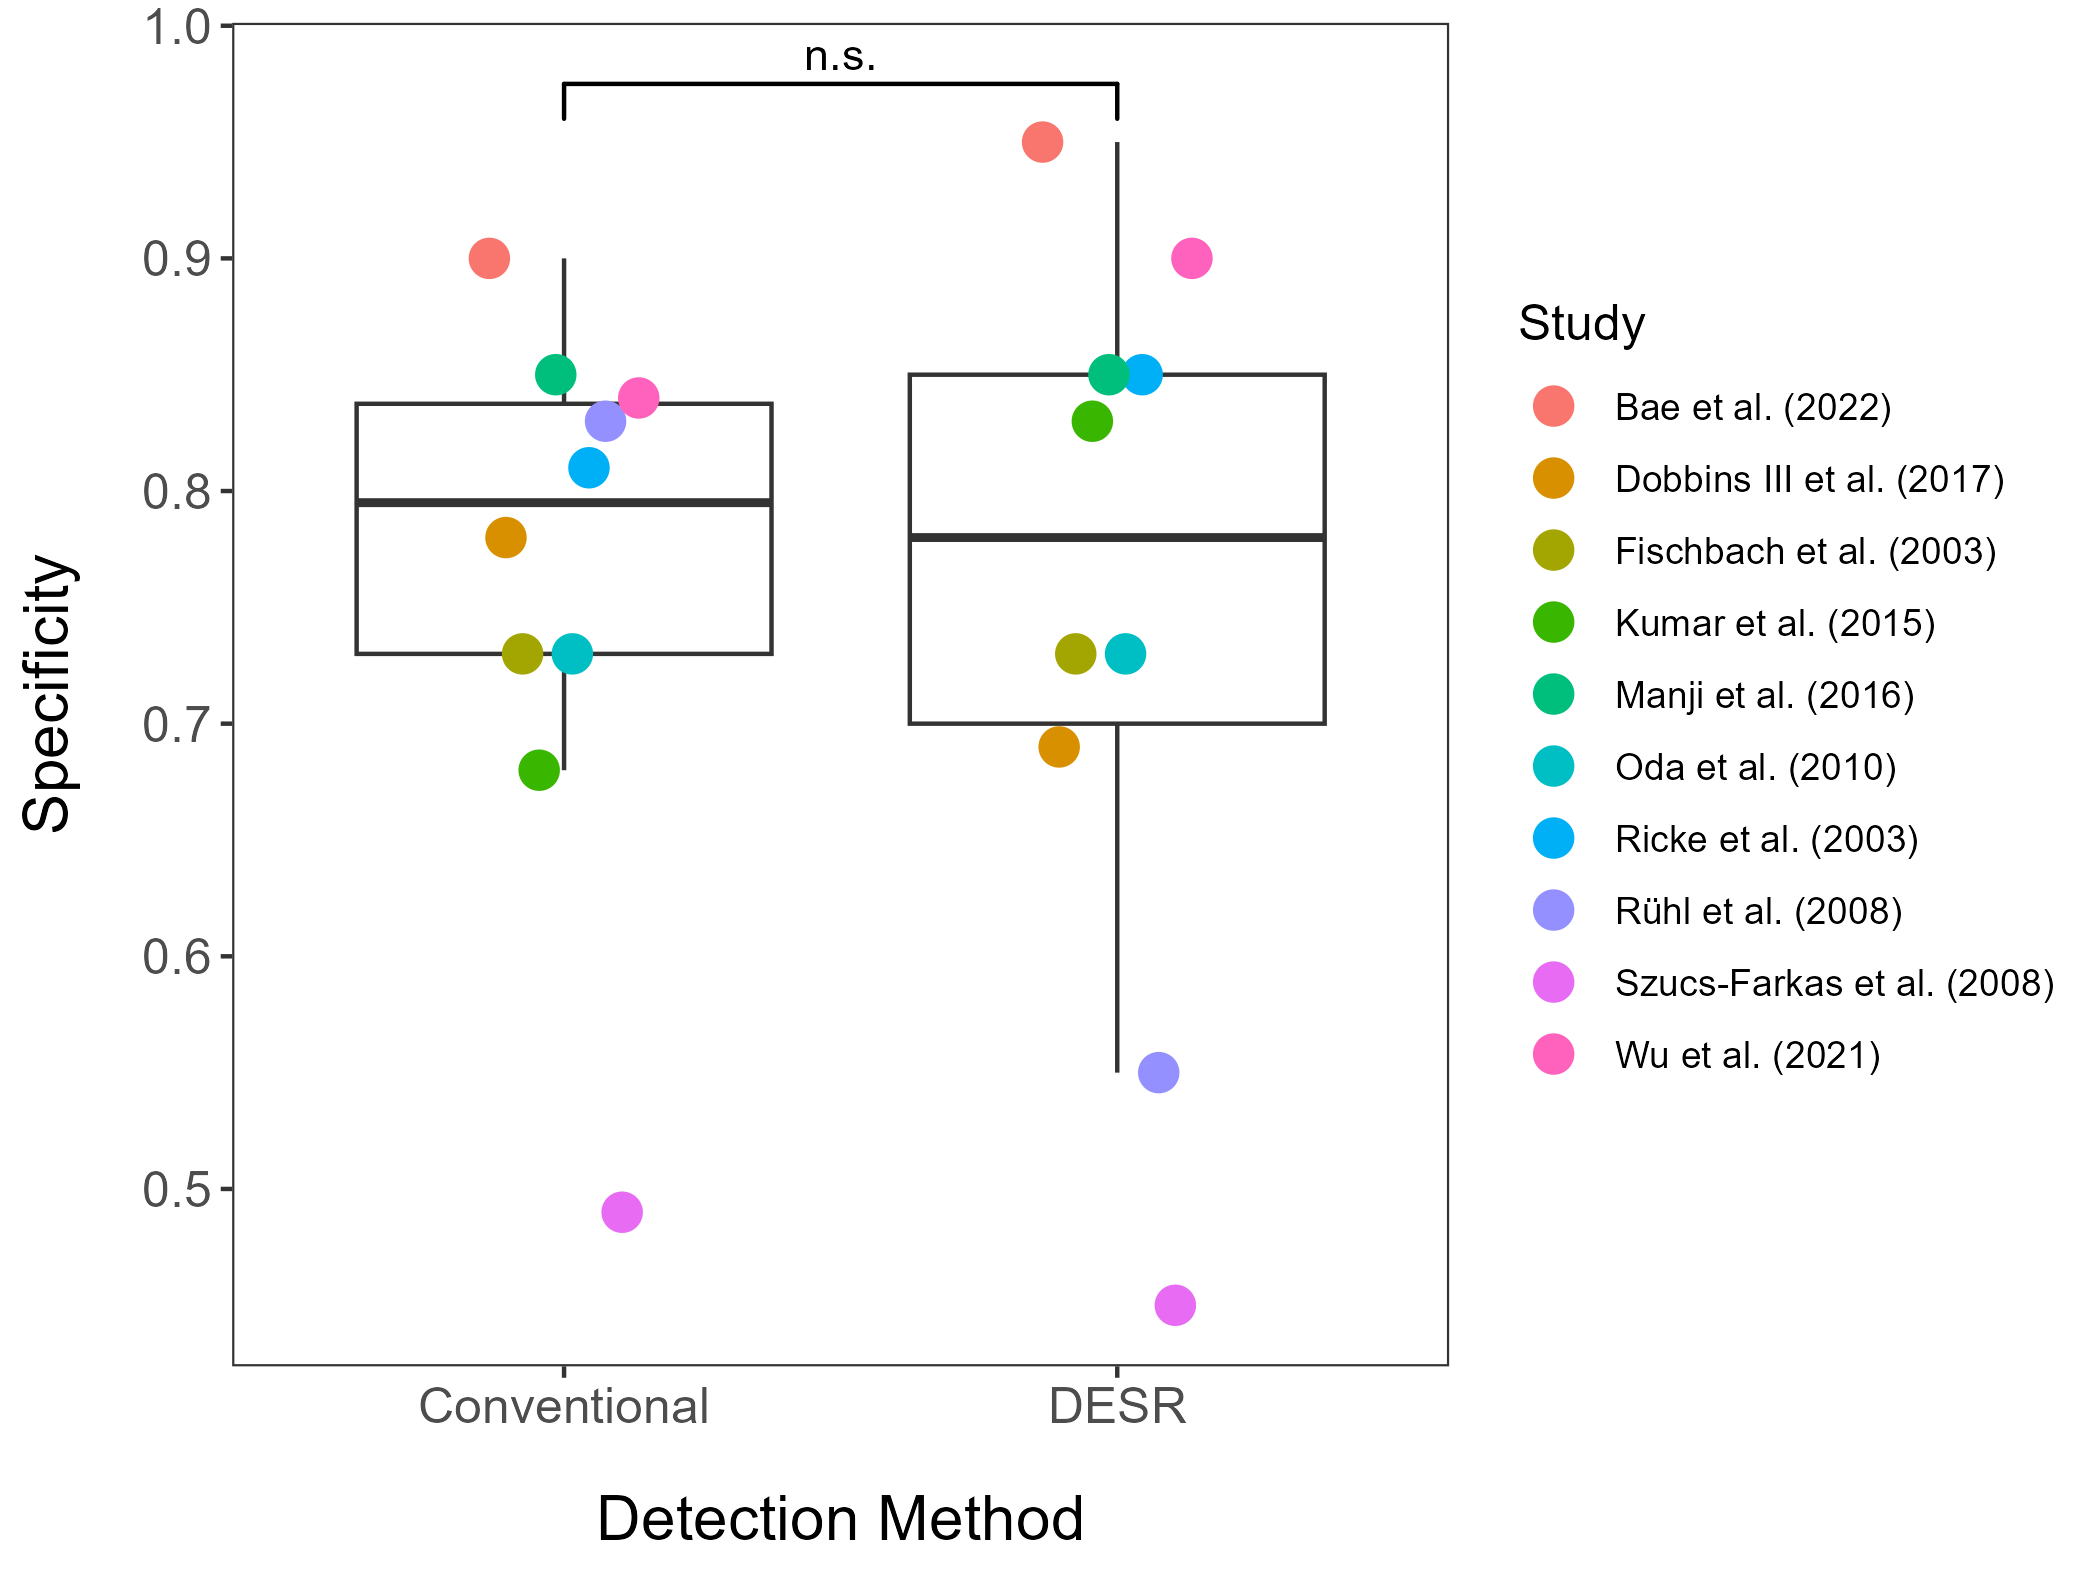 n.s.
1.0
0.9
0.8
0.7
0.6
0.5
Specificity
Conventional
DESR
Detection Method
Study
Bae et al. (2022)
Dobbins III et al. (2017)
Fischbach et al. (2003)
Kumar et al. (2015)
Manji et al. (2016)
Oda et al. (2010)
Ricke et al. (2003)
Rühl et al. (2008)
Szucs-Farkas et al. (2008)
Wu et al. (2021)